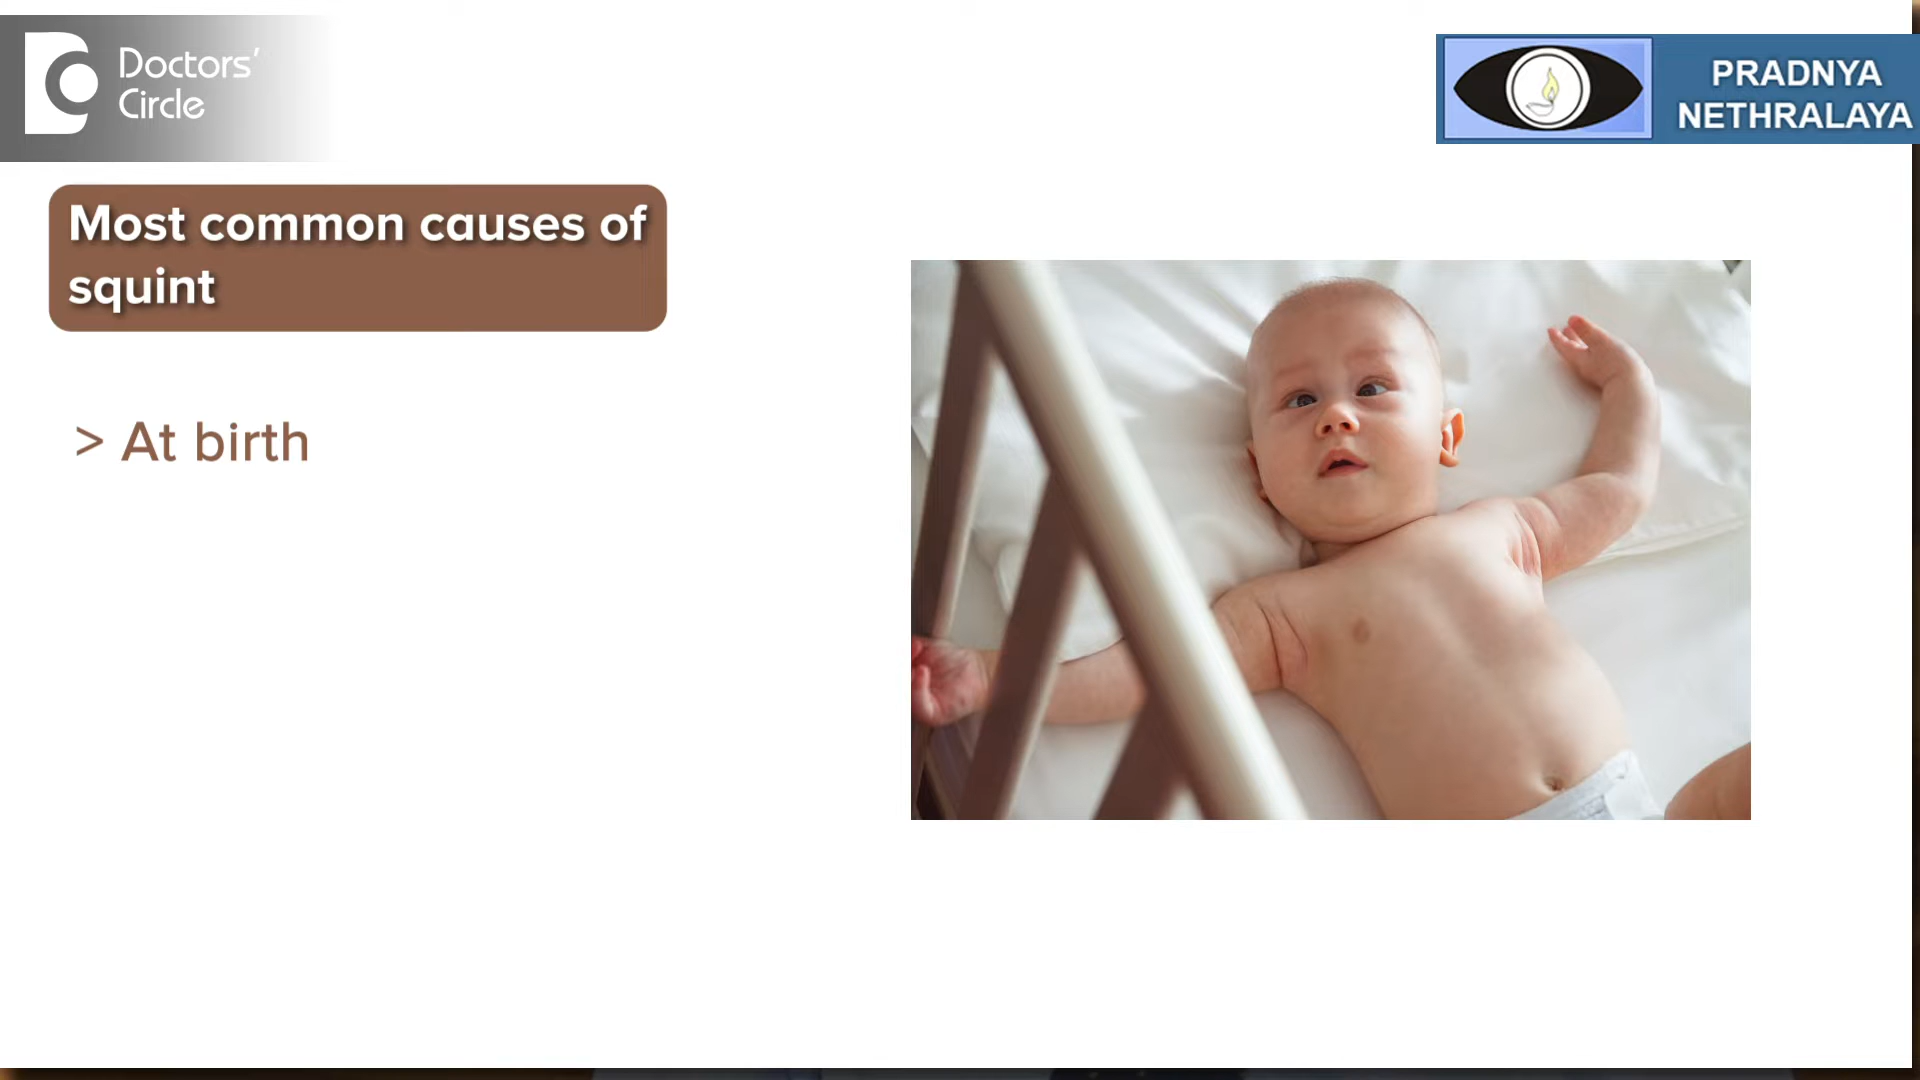 Doctors'
Circle
PRADNYA
NETHRALAYA
Most common causes of
squint
> At birth